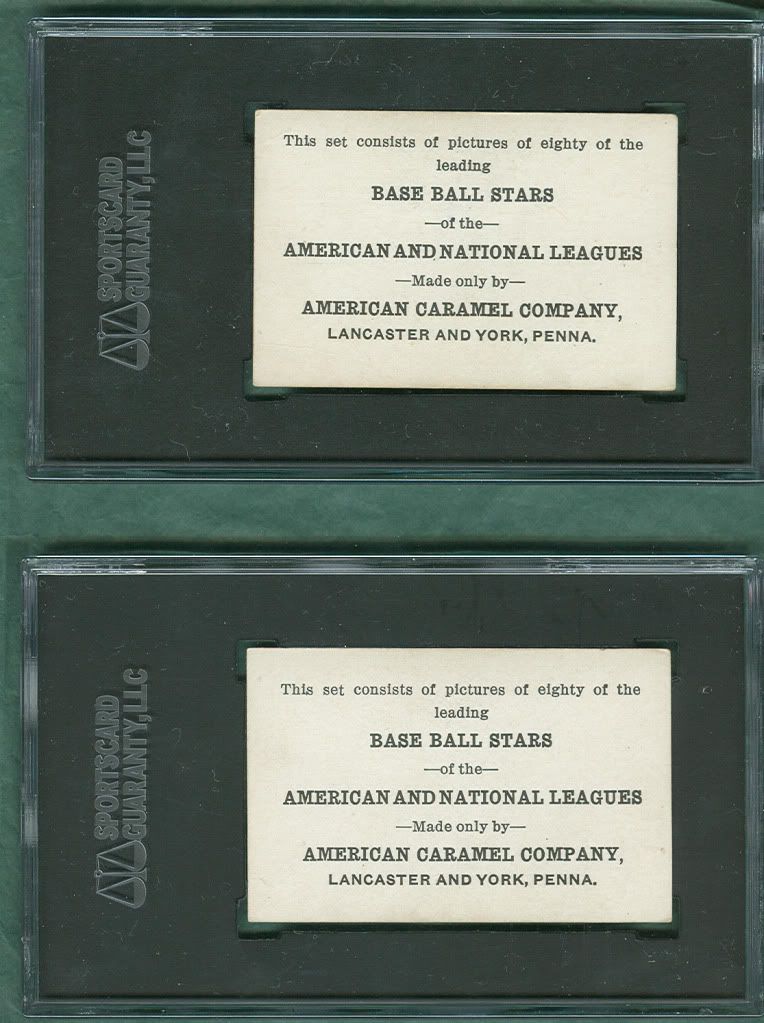 SPORTSCARD
GUARANTY, LLC
This set consists of pictures of eighty of the
leading
BASE BALL STARS
—of the—
AMERICAN AND NATIONAL LEAGUES
—Made only by—
AMERICAN CARAMEL COMPANY,
LANCASTER AND YORK, PENNA.
SPORTSCARD
GUARANTY, LLC
This set consists of pictures of eighty of the
leading
BASE BALL STARS
—of the—
AMERICAN AND NATIONAL LEAGUES
—Made only by—
AMERICAN CARAMEL COMPANY,
LANCASTER AND YORK, PENNA.